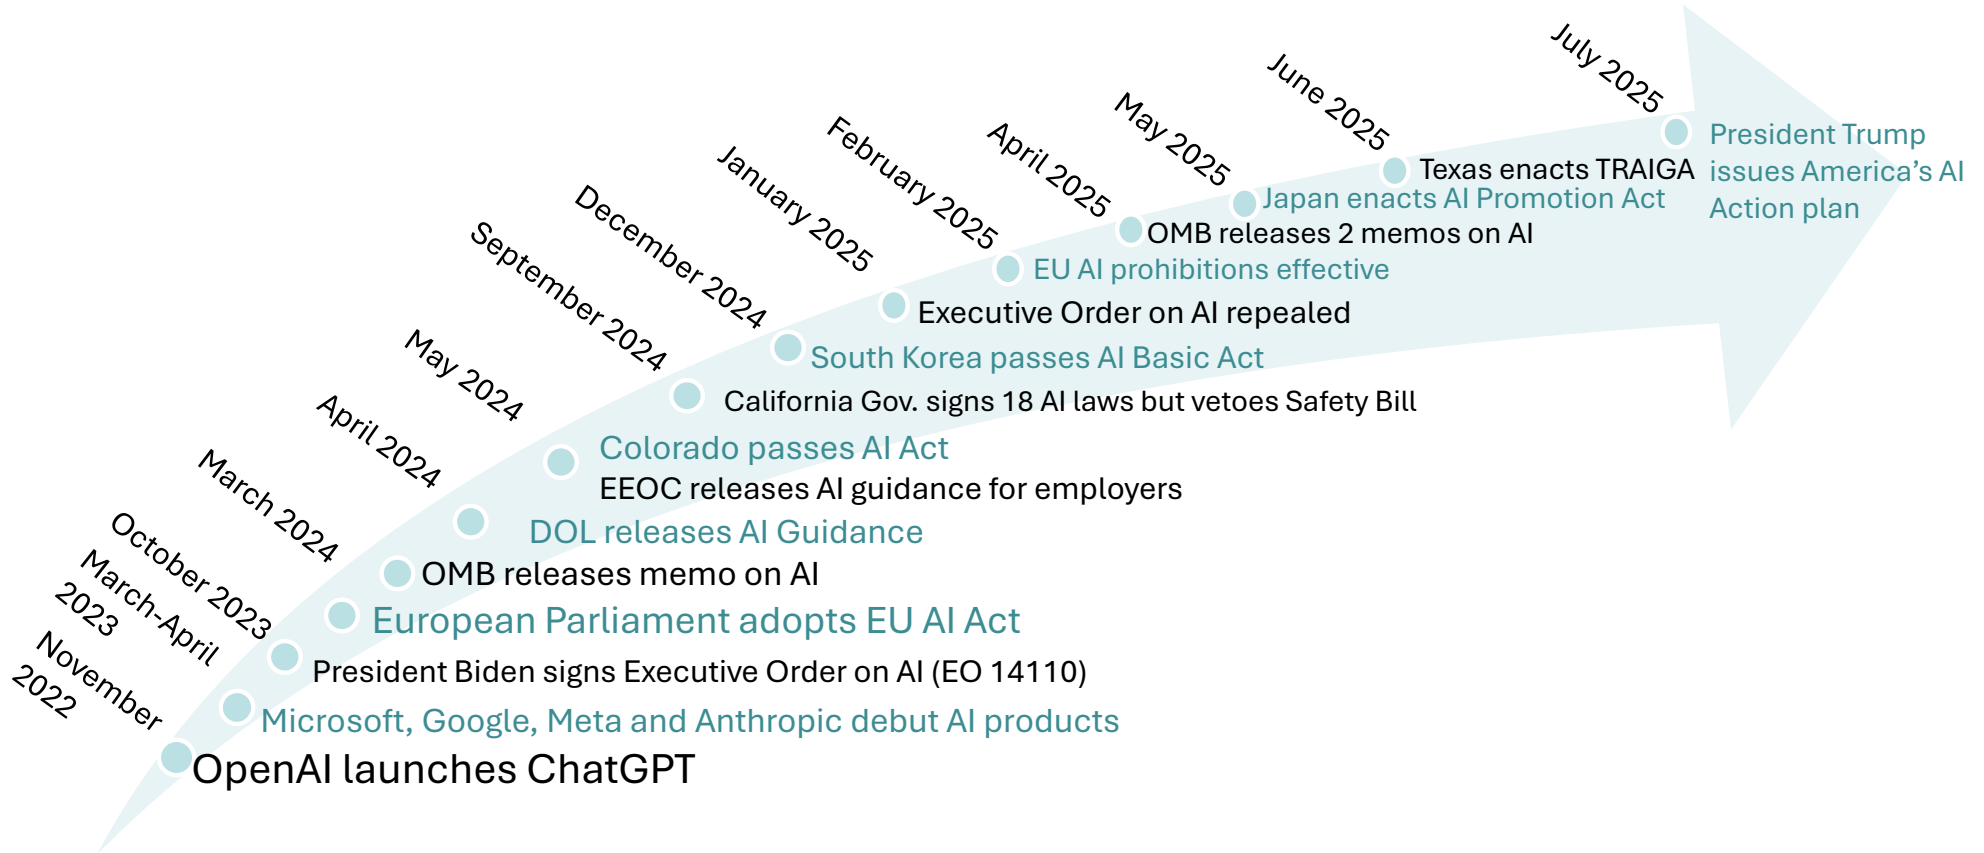 November
2022
OpenAI launches ChatGPT
March-April
2023
Microsoft, Google, Meta and Anthropic debut AI products
October 2023
President Biden signs Executive Order on AI (EO 14110)
March 2024
European Parliament adopts EU AI Act
OMB releases memo on AI
April 2024
DOL releases AI Guidance
May 2024
Colorado passes AI Act
EEOC releases AI guidance for employers
September 2024
California Gov. signs 18 AI laws but vetoes Safety Bill
December 2024
South Korea passes AI Basic Act
January 2025
Executive Order on AI repealed
February 2025
EU AI prohibitions effective
April 2025
OMB releases 2 memos on AI
May 2025
Japan enacts AI Promotion Act
June 2025
Texas enacts TRAIGA
July 2025
President Trump
issues America's AI
Action plan